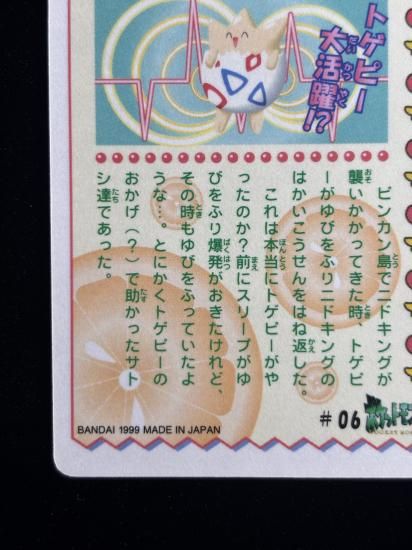 トゲピー
大活躍!?
ピンカン島でニドキングが
襲いかかってきた時、トゲピ
ーがゆびをふりニドキングの
はかいこうせんをはね返した。
これは本当にトゲピーがや
ったのか？前にスリープがゆ
びをふり爆発がおきたけれど、
その時もゆびをふっていたよ
うな…。とにかくトゲピーの
おかげ（？）で助かったサト
シ達であった。
#06
BANDAI 1999 MADE IN JAPAN